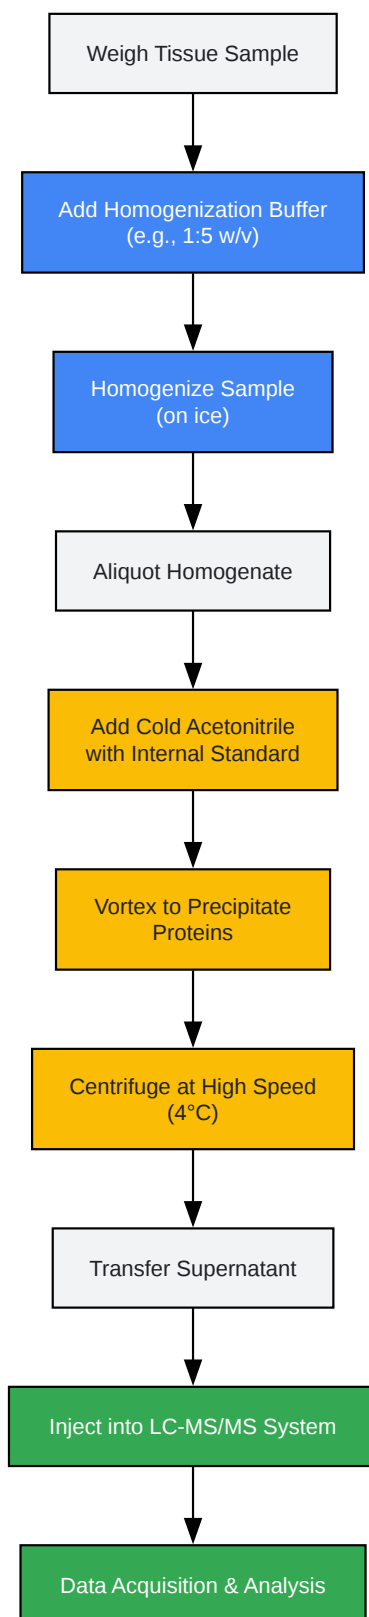 Weigh Tissue Sample
Add Homogenization Buffer
(e.g., 1:5 w/v)
Homogenize Sample
(on ice)
Aliquot Homogenate
Add Cold Acetonitrile
with Internal Standard
Vortex to Precipitate
Proteins
Centrifuge at High Speed
(4°C)
Transfer Supernatant
Inject into LC-MS/MS System
Data Acquisition & Analysis